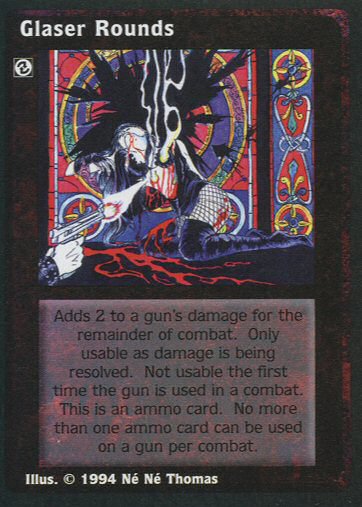 Glaser Rounds
Adds 2 to a gun's damage for the
remainder of combat. Only
usable as damage is being
resolved. Not usable the first
time the gun is used in a combat.
This is an ammo card. No more
than one ammo card can be used
on a gun per combat.
Illus. © 1994 Né Né Thomas